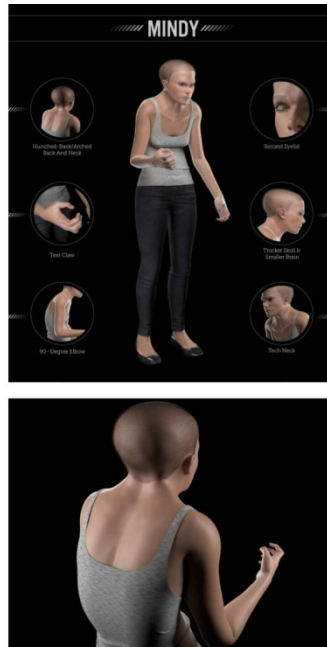 MINDY
Hunched- Back/Arched
Back And Neck
Second Eyelid
Text Claw
Thicker Skull &
Smaller Brain
90- Degree Elbow
Tech Neck